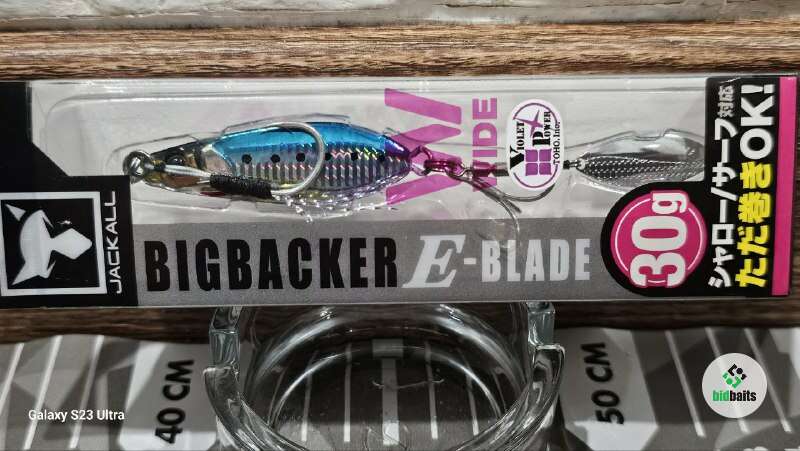 WIDE
VIOLET
POWER
TOHO.Inc.
JACKALL
BIGBACKER E-BLADE
30g
シャロー/サーフ対応
ただ巻きOK!
40 CM
50 CM
Galaxy S23 Ultra
bidbaits